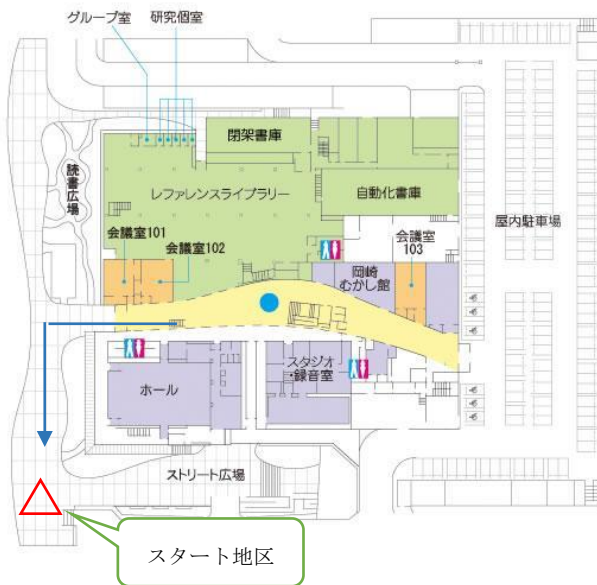 グループ室
研究個室
閉架書庫
読書広場
レファレンスライブラリー
自動化書庫
屋内駐車場
会議室101
会議室102
会議室
103
岡崎
むかし館
スタジオ
・録音室
ホール
ストリート広場
スタート地区